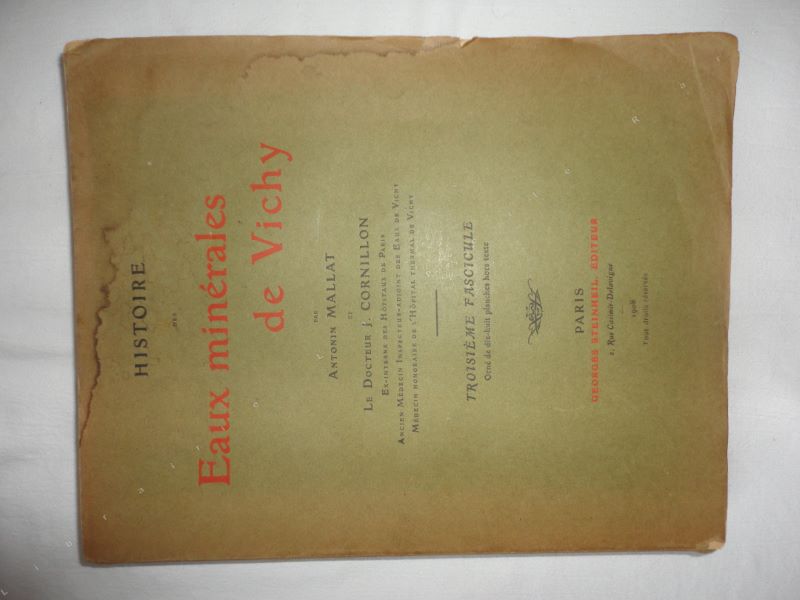 HISTOIRE
DES
Eaux minérales
de Vichy
PAR
ANTONIN MALLAT
ET
LE DOCTEUR J. CORNILLON
EX-INTERNE DES HÔPITAUX DE PARIS
ANCIEN MÉDECIN INSPECTEUR-ADJOINT DES EAUX DE VICHY
MÉDECIN HONORAIRE DE L'HÔPITAL THERMAL DE VICHY
TROISIÈME FASCICULE
Orné de dix-huit planches hors texte
PARIS
GEORGES STEINHEIL, ÉDITEUR
2, Rue Casimir-Delavigne
1908
Tous droits réservés